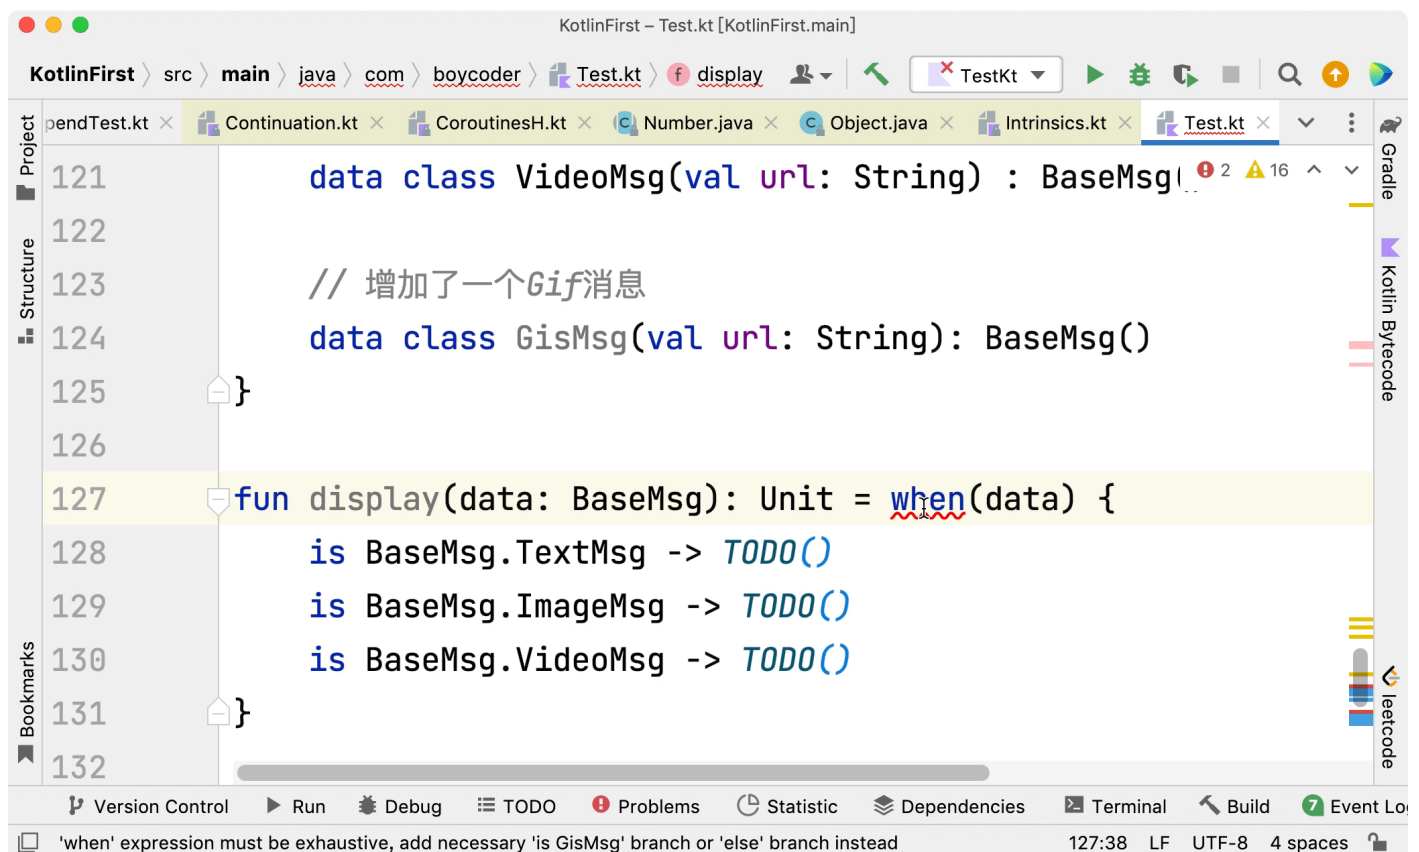 KotlinFirst – Test.kt [KotlinFirst.main]
KotlinFirst src main java com boycoder Test.kt f display TestKt
pendTest.kt Continuation.kt CoroutinesH.kt Number.java Object.java Intrinsics.kt Test.kt
Project
Structure
Bookmarks
121 data class VideoMsg(val url: String) : BaseMsg(
2 16
122
123 // 增加了一个Gif消息
124 data class GisMsg(val url: String): BaseMsg()
125 }
126
127 fun display(data: BaseMsg): Unit = when(data) {
128 is BaseMsg.TextMsg -> TODO()
129 is BaseMsg.ImageMsg -> TODO()
130 is BaseMsg.VideoMsg -> TODO()
131 }
132
Gradle
Kotlin Bytecode
leetcode
Version Control Run Debug TODO Problems Statistic Dependencies Terminal Build 7 Event Log
'when' expression must be exhaustive, add necessary 'is GisMsg' branch or 'else' branch instead 127:38 LF UTF-8 4 spaces